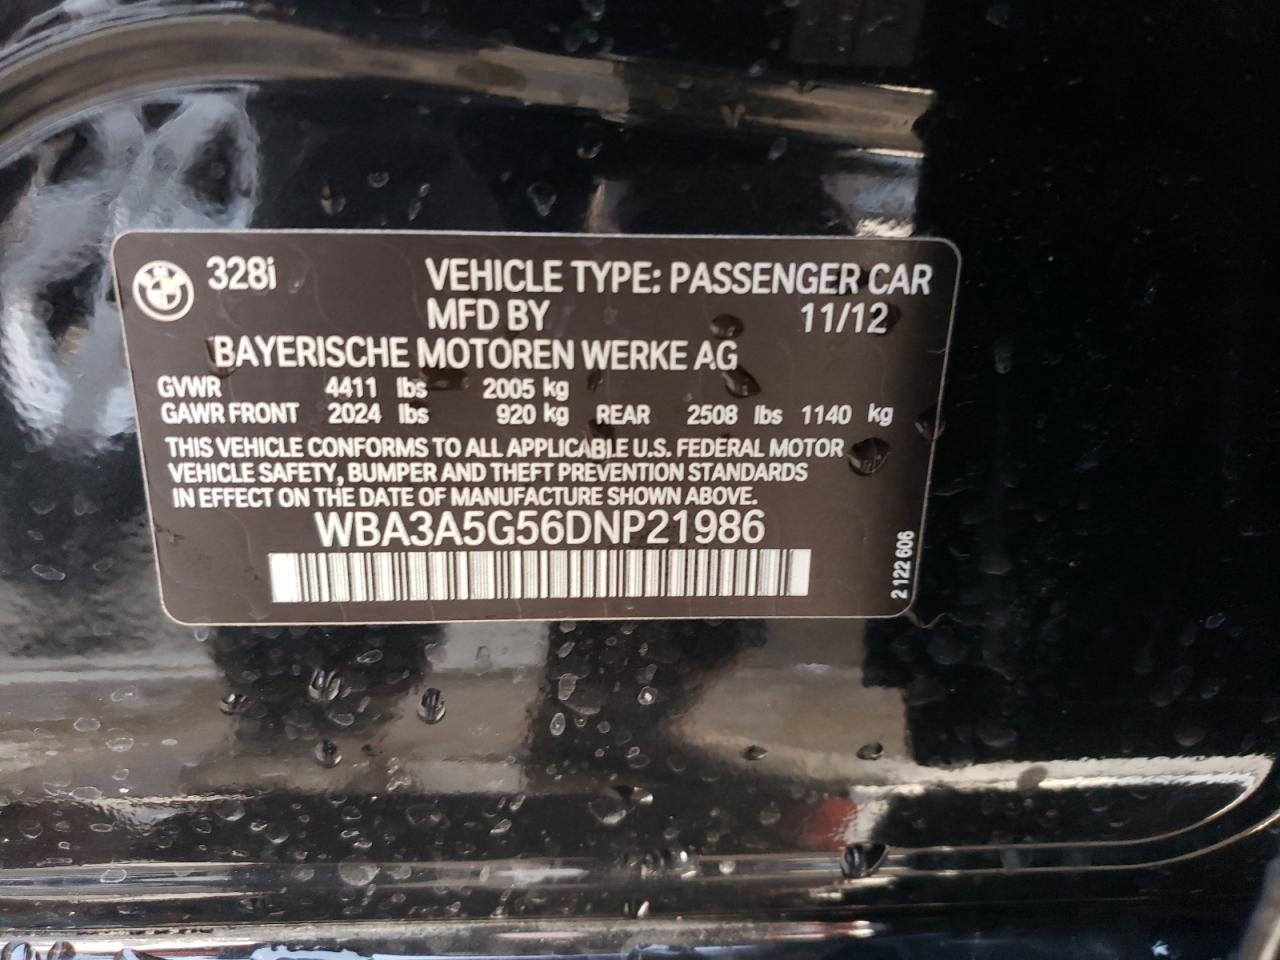 328i VEHICLE TYPE: PASSENGER CAR
MFD BY 11/12
BAYERISCHE MOTOREN WERKE AG
GVWR 4411 lbs 2005 kg
GAWR FRONT 2024 lbs 920 kg REAR 2508 lbs 1140 kg
THIS VEHICLE CONFORMS TO ALL APPLICABLE U.S. FEDERAL MOTOR
VEHICLE SAFETY, BUMPER AND THEFT PREVENTION STANDARDS
IN EFFECT ON THE DATE OF MANUFACTURE SHOWN ABOVE.
WBA3A5G56DNP21986
2 122 606